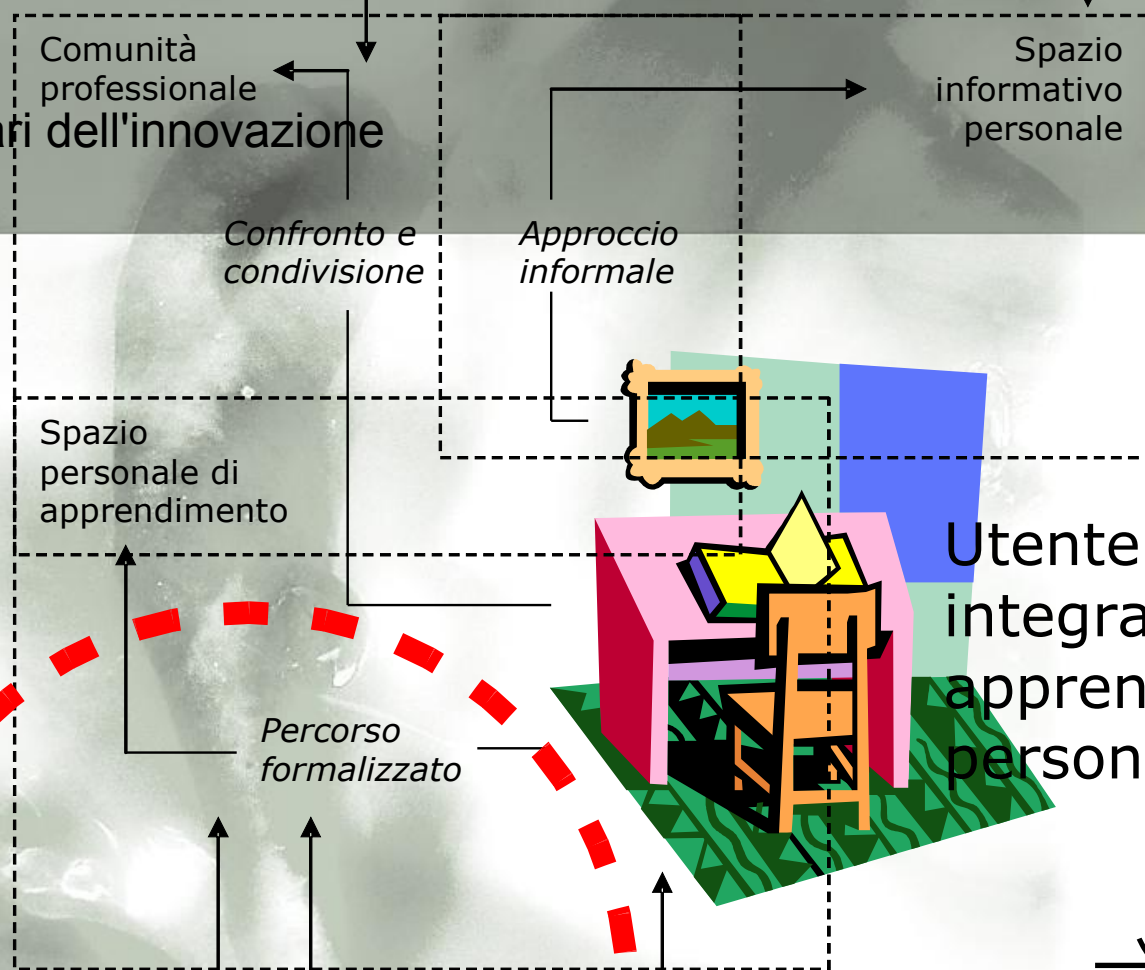 Comunità
professionale
Spazio
informativo
personale
dell'innovazione
Confronto e
condivisione
Approccio
informale
Spazio
personale di
apprendimento
Utente
integra
appren
person
Percorso
formalizzato